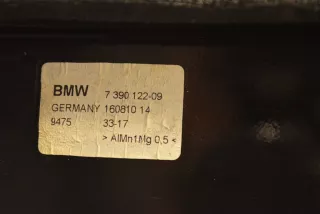 BMW 7 390 122-09
GERMANY 160810 14
9475 33-17
> AlMn1Mg 0,5 <